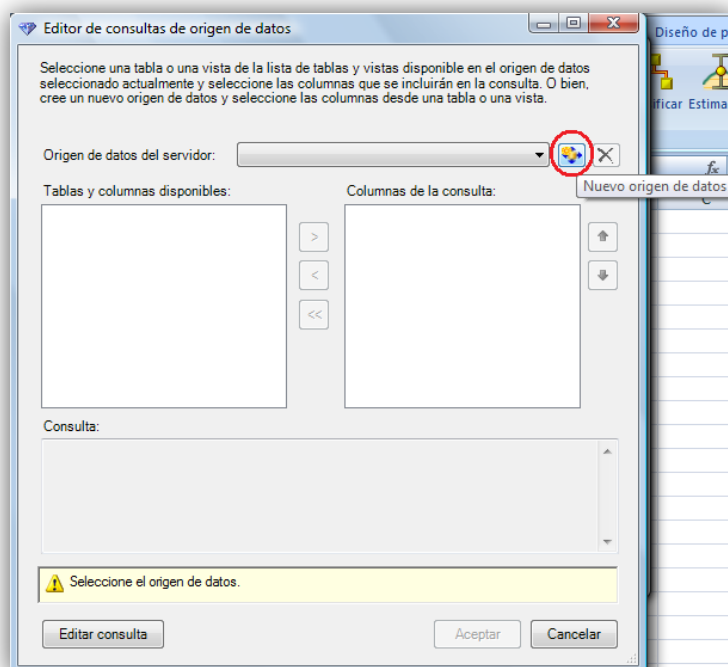 Editor de consultas de origen de datos
Diseño de p
Seleccione una tabla o una vista de la lista de tablas y vistas disponible en el origen de datos
seleccionado actualmente y seleccione las columnas que se incluirán en la consulta. O bien,
cree un nuevo origen de datos y seleccione las columnas desde una tabla o una vista.
ificar Estima
Origen de datos del servidor:
fx
Nuevo origen de datos
Tablas y columnas disponibles:
Columnas de la consulta:
C
>
<
<<
Consulta:
Seleccione el origen de datos.
Editar consulta
Aceptar
Cancelar